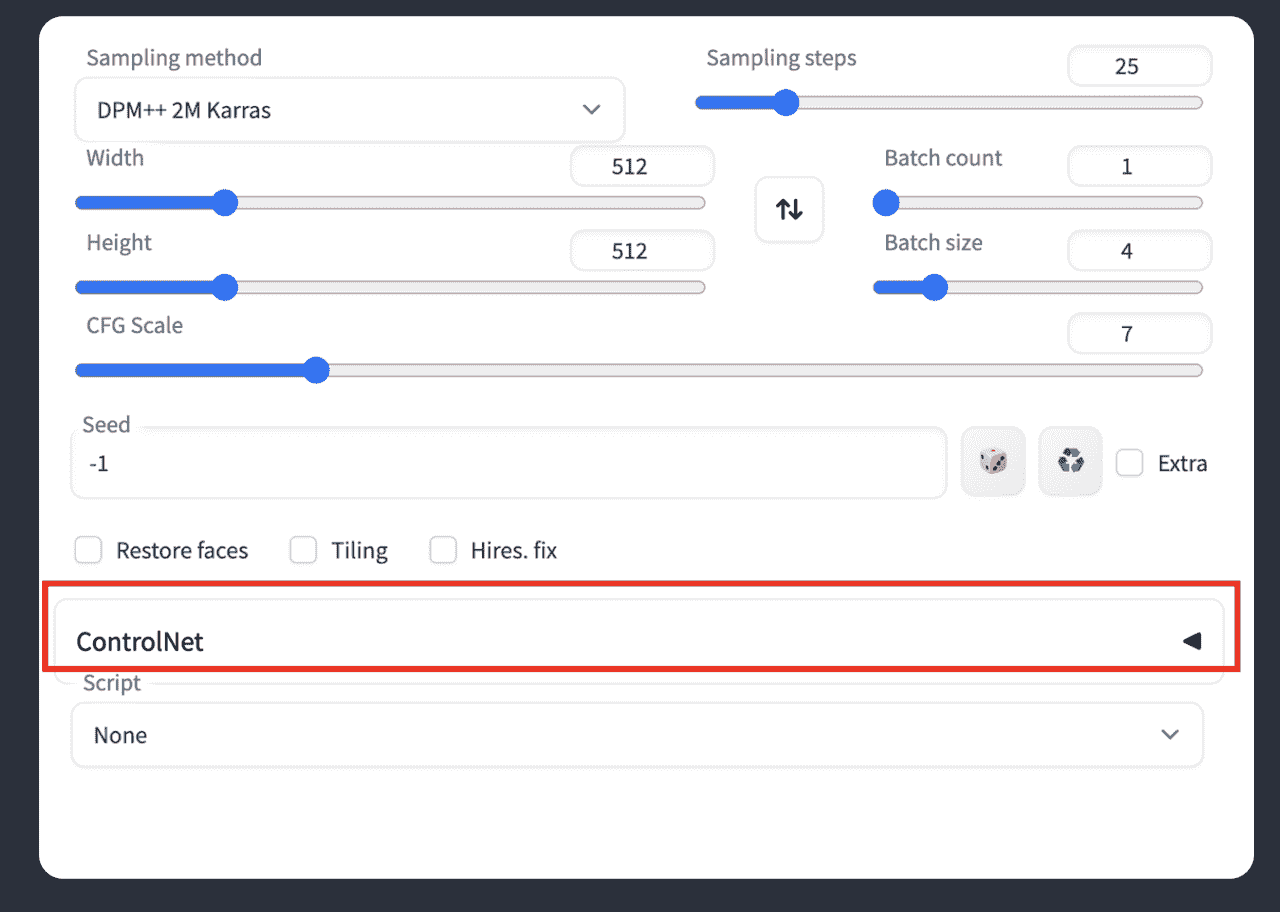 Sampling method
Sampling steps
25
DPM++ 2M Karras
Width
512
Batch count
1
Height
512
Batch size
4
CFG Scale
7
Seed
-1
Extra
Restore faces
Tiling
Hires. fix
ControlNet
Script
None